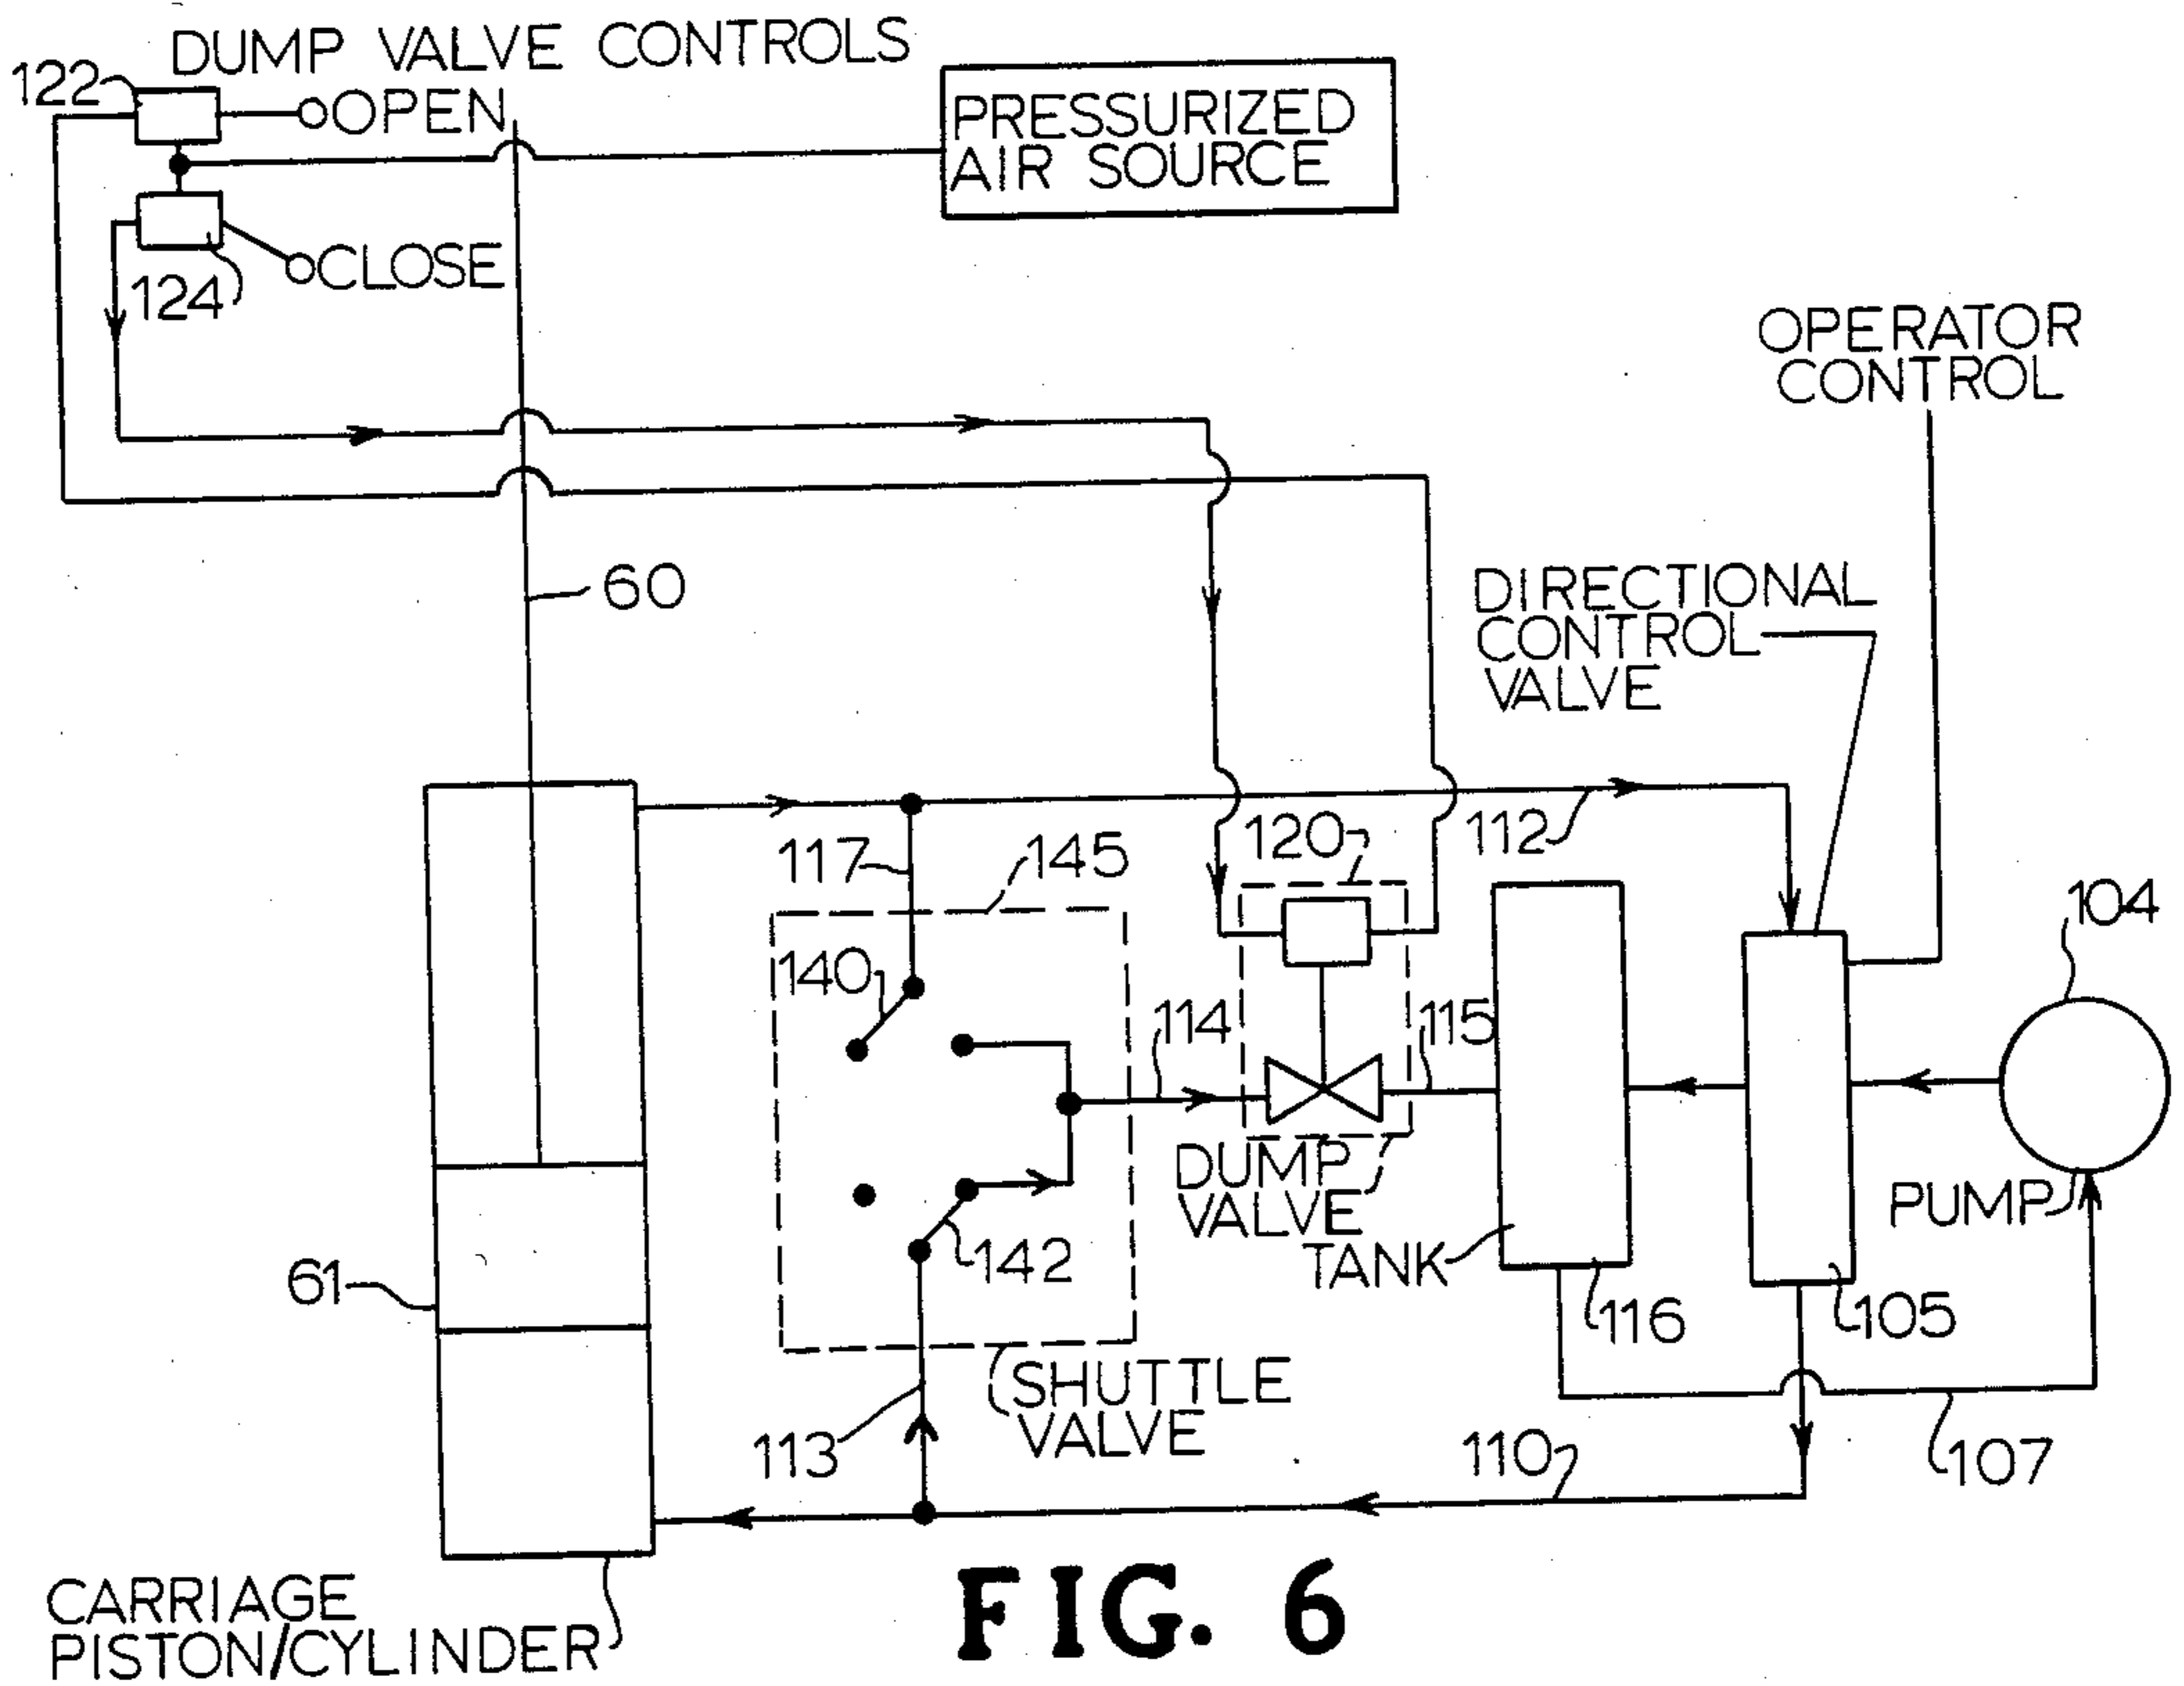 DUMP VALVE CONTROLS
122
OPEN
PRESSURIZED
AIR SOURCE
CLOSE
124
OPERATOR
CONTROL
60
DIRECTIONAL
CONTROL
VALVE
112
120
117
145
104
140
114
115
DUMP
VALVE
PUMP
142
TANK
61
116
105
SHUTTLE
VALVE
113
110
107
CARRIAGE
PISTON/CYLINDER
FIG. 6